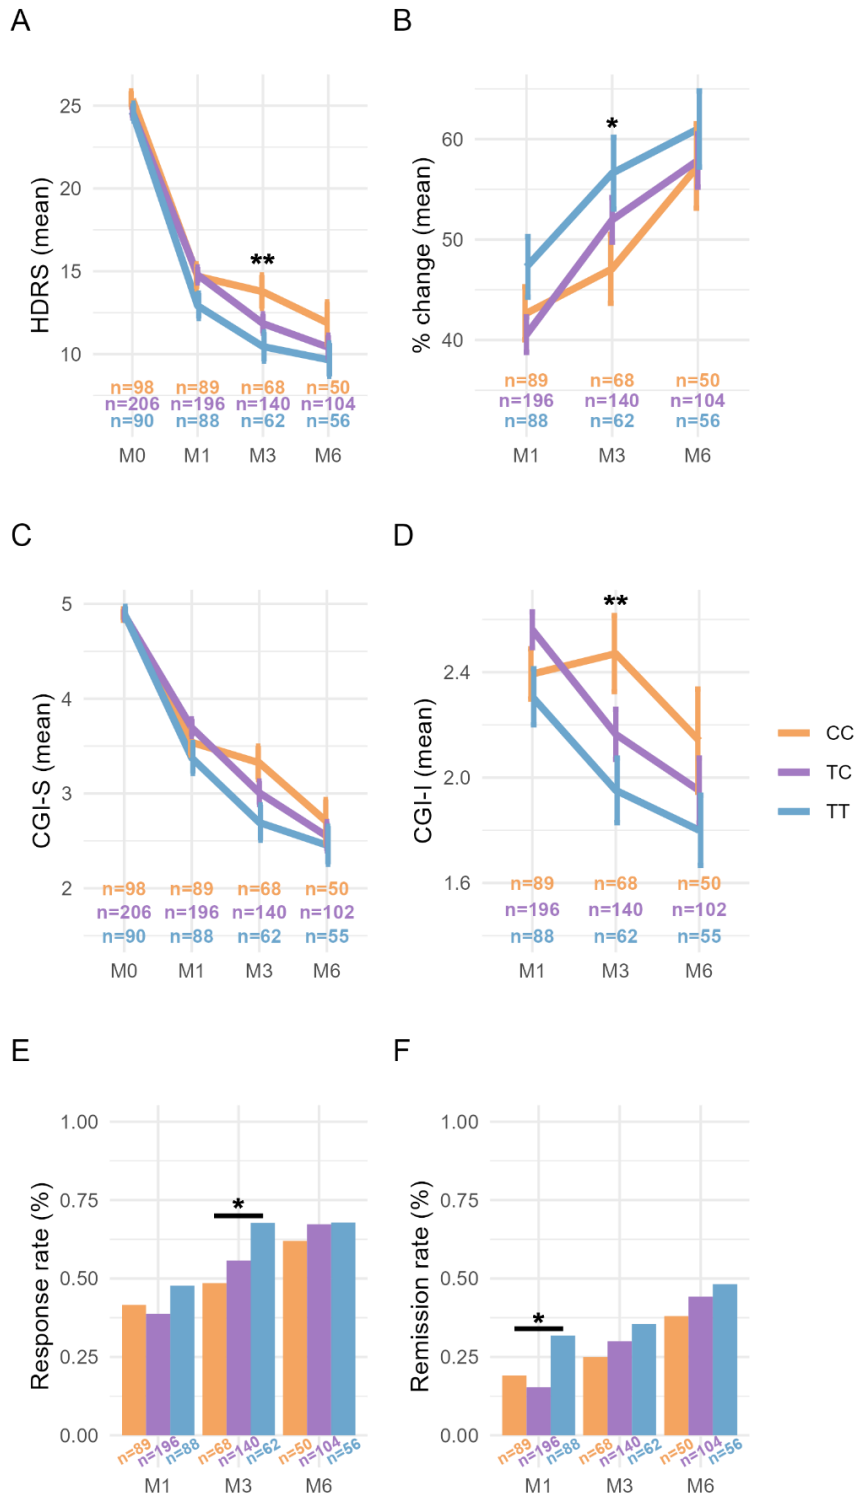 A
B
HDRS (mean)
25
20
15
10
**
n=98 n=89 n=68 n=50
n=206 n=196 n=140 n=104
n=90 n=88 n=62 n=56
M0 M1 M3 M6
% change (mean)
60
50
40
*
n=89 n=68 n=50
n=196 n=140 n=104
n=88 n=62 n=56
M1 M3 M6
C
D
CGI-S (mean)
5
4
3
2
n=98 n=89 n=68 n=50
n=206 n=196 n=140 n=102
n=90 n=88 n=62 n=55
M0 M1 M3 M6
CGI-I (mean)
2.4
2.0
1.6
**
n=89 n=68 n=50
n=196 n=140 n=102
n=88 n=62 n=55
M1 M3 M6
CC
TC
TT
E
F
Response rate (%)
1.00
0.75
0.50
0.25
0.00
*
n=89 n=196 n=88 n=68 n=140 n=62 n=50 n=104 n=56
M1 M3 M6
Remission rate (%)
1.00
0.75
0.50
0.25
0.00
*
n=89 n=196 n=88 n=68 n=140 n=62 n=50 n=104 n=56
M1 M3 M6